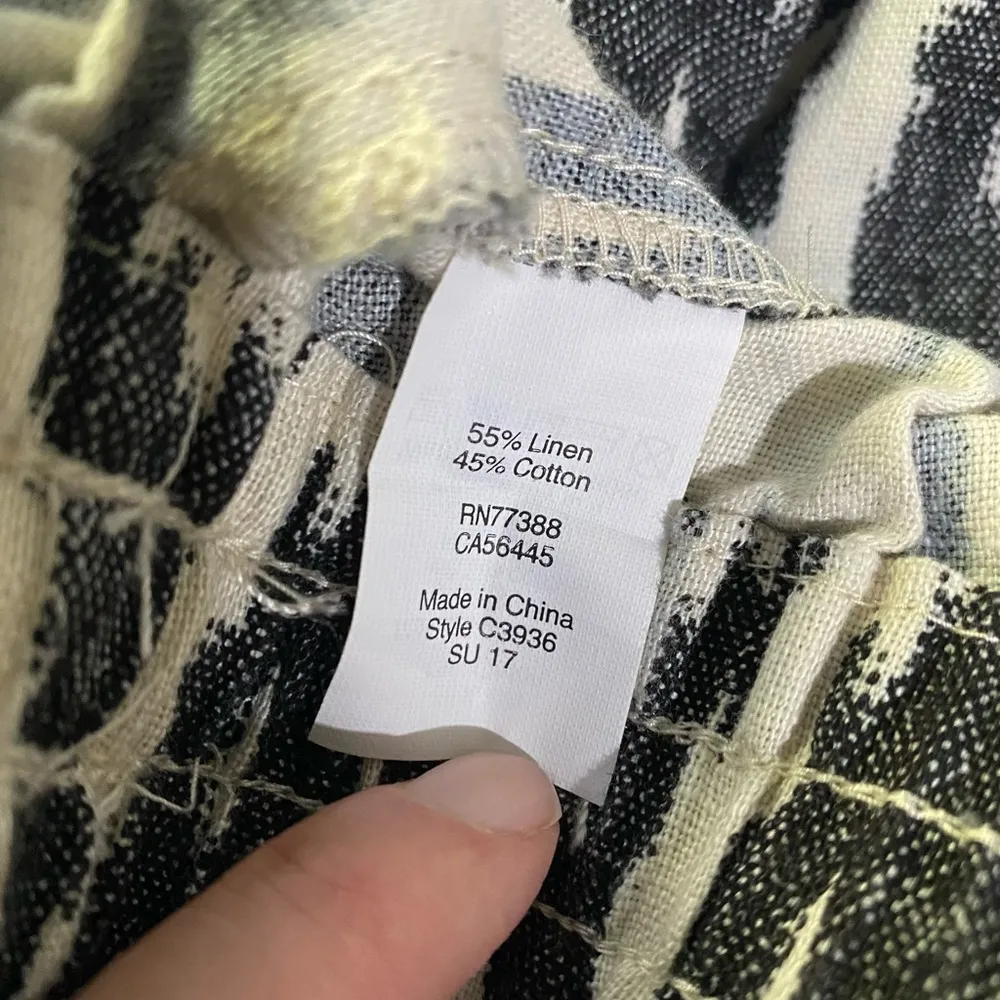 55% Linen
45% Cotton
RN77388
CA56445
Made in China
Style C3936
SU 17